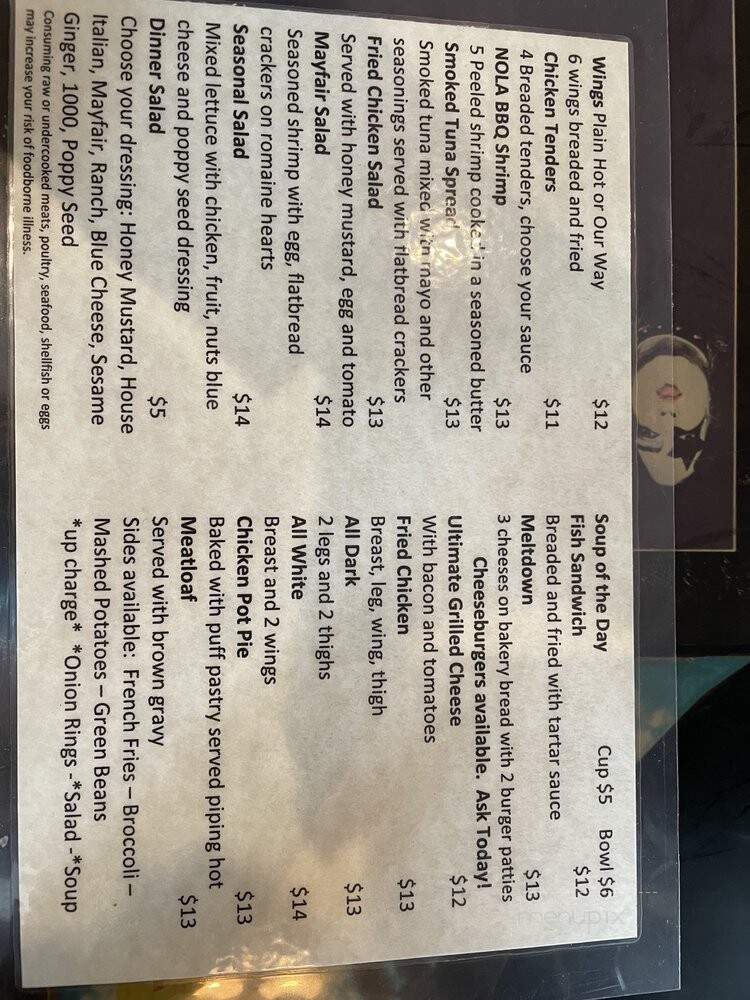 Wings Plain Hot or Our Way $12
6 wings breaded and fried
Chicken Tenders $11
4 Breaded tenders, choose your sauce
NOLA BBQ Shrimp $13
5 Peeled shrimp cooked in a seasoned butter
Smoked Tuna Spread $13
Smoked tuna mixed with mayo and other
seasonings served with flatbread crackers
Fried Chicken Salad $13
Served with honey mustard, egg and tomato
Mayfair Salad $14
Seasoned shrimp with egg, flatbread
crackers on romaine hearts
Seasonal Salad $14
Mixed lettuce with chicken, fruit, nuts blue
cheese and poppy seed dressing
Dinner Salad $5
Choose your dressing: Honey Mustard, House
Italian, Mayfair, Ranch, Blue Cheese, Sesame
Ginger, 1000, Poppy Seed
Consuming raw or undercooked meats, poultry, seafood, shellfish or eggs
may increase your risk of foodborne illness.
Soup of the Day Cup $5 Bowl $6
Fish Sandwich $12
Breaded and fried with tartar sauce
Meltdown $13
3 cheeses on bakery bread with 2 burger patties
Cheeseburgers available. Ask Today!
Ultimate Grilled Cheese $12
With bacon and tomatoes
Fried Chicken $13
Breast, leg, wing, thigh
All Dark $13
2 legs and 2 thighs
All White $14
Breast and 2 wings
Chicken Pot Pie $13
Baked with puff pastry served piping hot
Meatloaf $13
Served with brown gravy
Sides available: French Fries – Broccoli –
Mashed Potatoes – Green Beans
*up charge* *Onion Rings -*Salad -*Soup
menupix